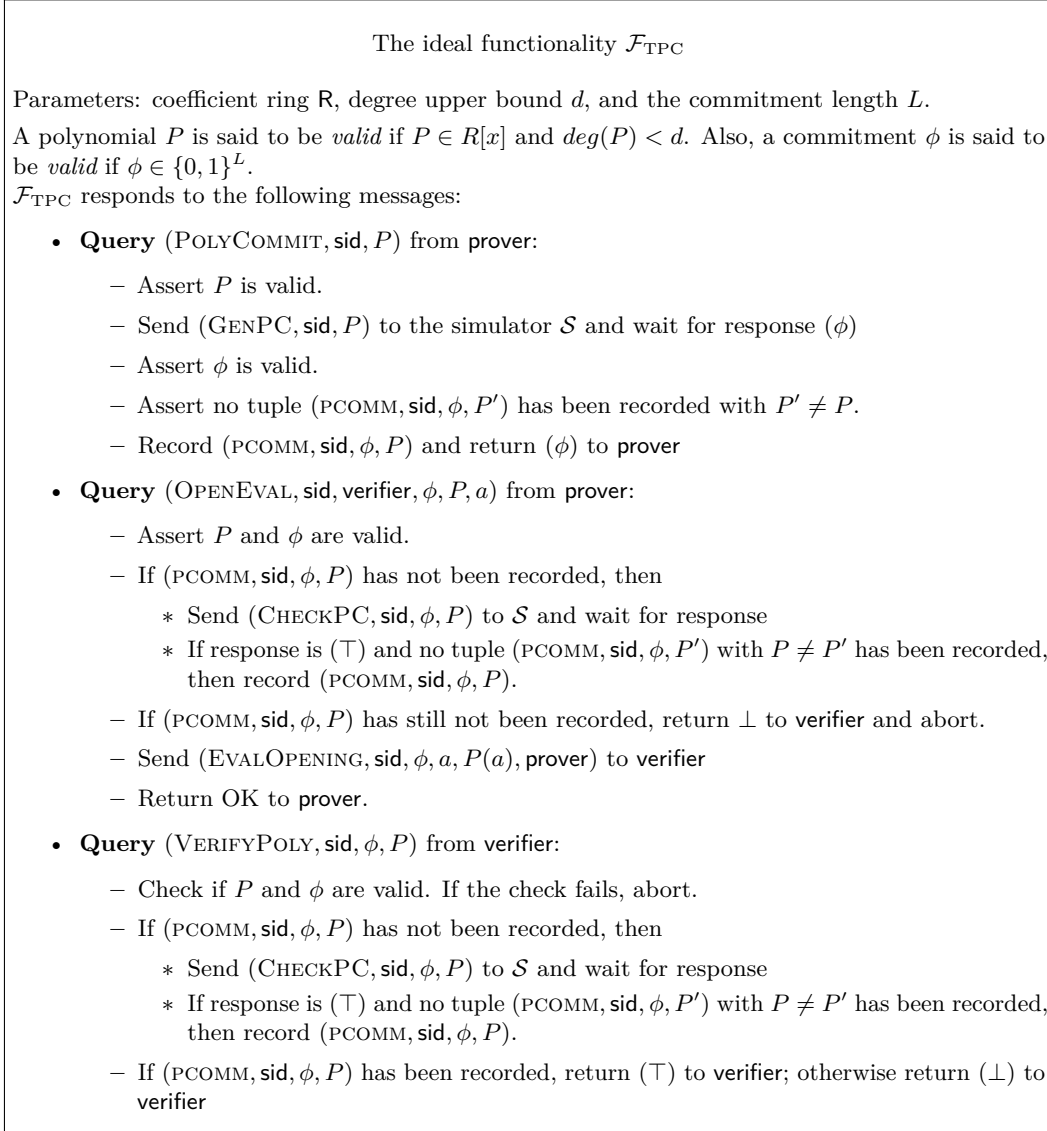 The ideal functionality 𝓕TPC
Parameters: coefficient ring R, degree upper bound d, and the commitment length L.
A polynomial P is said to be valid if P ∈ R[x] and deg(P) < d. Also, a commitment ϕ is said to
be valid if ϕ ∈ {0, 1}^L.
𝓕TPC responds to the following messages:
• Query (POLYCOMMIT, sid, P) from prover:
– Assert P is valid.
– Send (GENPC, sid, P) to the simulator 𝓢 and wait for response (ϕ)
– Assert ϕ is valid.
– Assert no tuple (PCOMM, sid, ϕ, P′) has been recorded with P′ ≠ P.
– Record (PCOMM, sid, ϕ, P) and return (ϕ) to prover
• Query (OPENEVAL, sid, verifier, ϕ, P, a) from prover:
– Assert P and ϕ are valid.
– If (PCOMM, sid, ϕ, P) has not been recorded, then
∗ Send (CHECKPC, sid, ϕ, P) to 𝓢 and wait for response
∗ If response is (⊤) and no tuple (PCOMM, sid, ϕ, P′) with P ≠ P′ has been recorded,
then record (PCOMM, sid, ϕ, P).
– If (PCOMM, sid, ϕ, P) has still not been recorded, return ⊥ to verifier and abort.
– Send (EVALOPENING, sid, ϕ, a, P(a), prover) to verifier
– Return OK to prover.
• Query (VERIFYPOLY, sid, ϕ, P) from verifier:
– Check if P and ϕ are valid. If the check fails, abort.
– If (PCOMM, sid, ϕ, P) has not been recorded, then
∗ Send (CHECKPC, sid, ϕ, P) to 𝓢 and wait for response
∗ If response is (⊤) and no tuple (PCOMM, sid, ϕ, P′) with P ≠ P′ has been recorded,
then record (PCOMM, sid, ϕ, P).
– If (PCOMM, sid, ϕ, P) has been recorded, return (⊤) to verifier; otherwise return (⊥) to
verifier